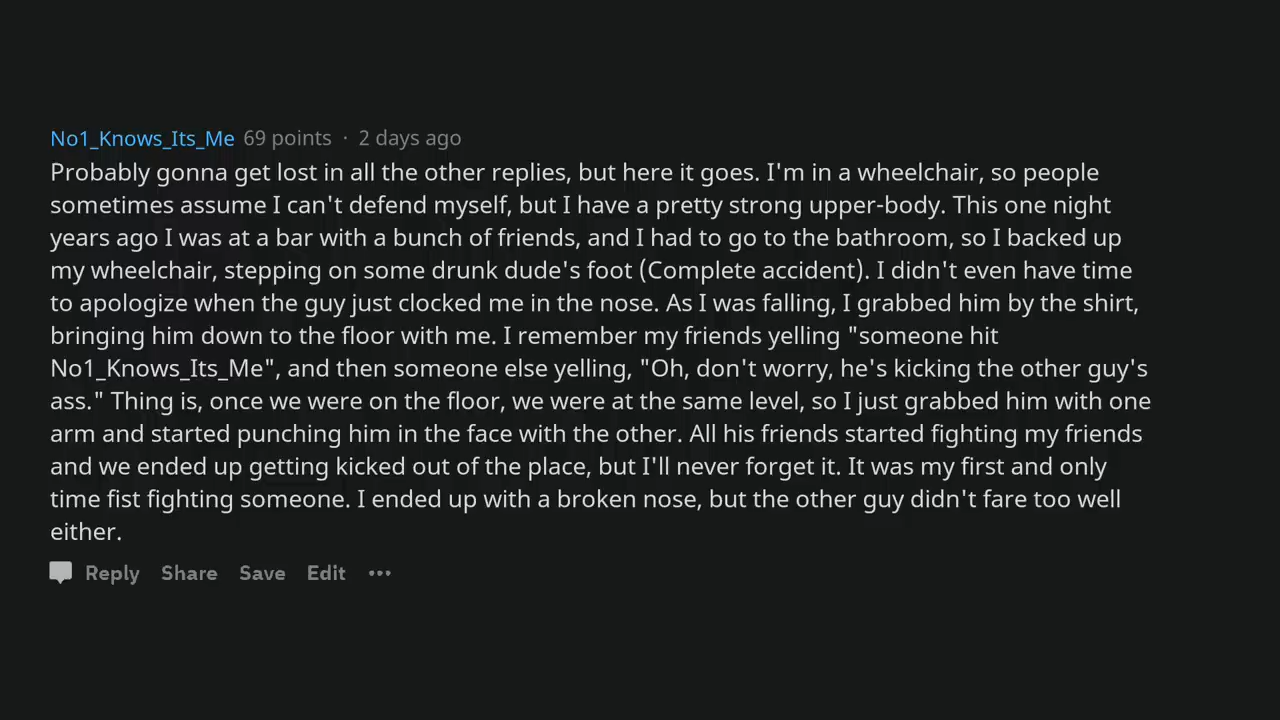 No1_Knows_Its_Me 69 points · 2 days ago
Probably gonna get lost in all the other replies, but here it goes. I'm in a wheelchair, so people
sometimes assume I can't defend myself, but I have a pretty strong upper-body. This one night
years ago I was at a bar with a bunch of friends, and I had to go to the bathroom, so I backed up
my wheelchair, stepping on some drunk dude's foot (Complete accident). I didn't even have time
to apologize when the guy just clocked me in the nose. As I was falling, I grabbed him by the shirt,
bringing him down to the floor with me. I remember my friends yelling "someone hit
No1_Knows_Its_Me", and then someone else yelling, "Oh, don't worry, he's kicking the other guy's
ass." Thing is, once we were on the floor, we were at the same level, so I just grabbed him with one
arm and started punching him in the face with the other. All his friends started fighting my friends
and we ended up getting kicked out of the place, but I'll never forget it. It was my first and only
time fist fighting someone. I ended up with a broken nose, but the other guy didn't fare too well
either.
Reply Share Save Edit •••